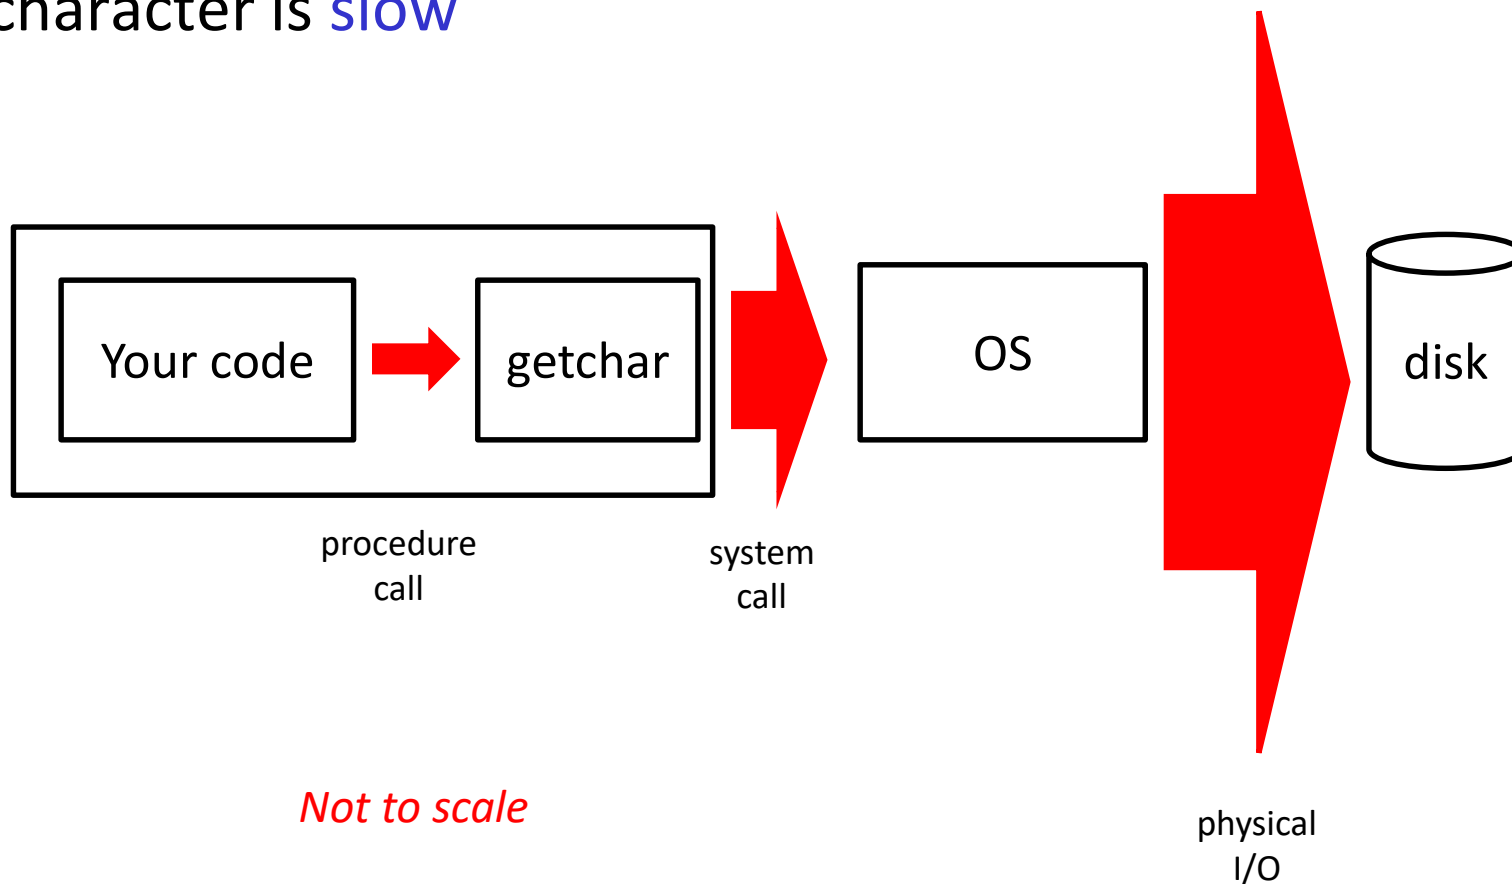 character is slow
Your code
getchar
OS
disk
procedure
call
system
call
Not to scale
physical
I/O